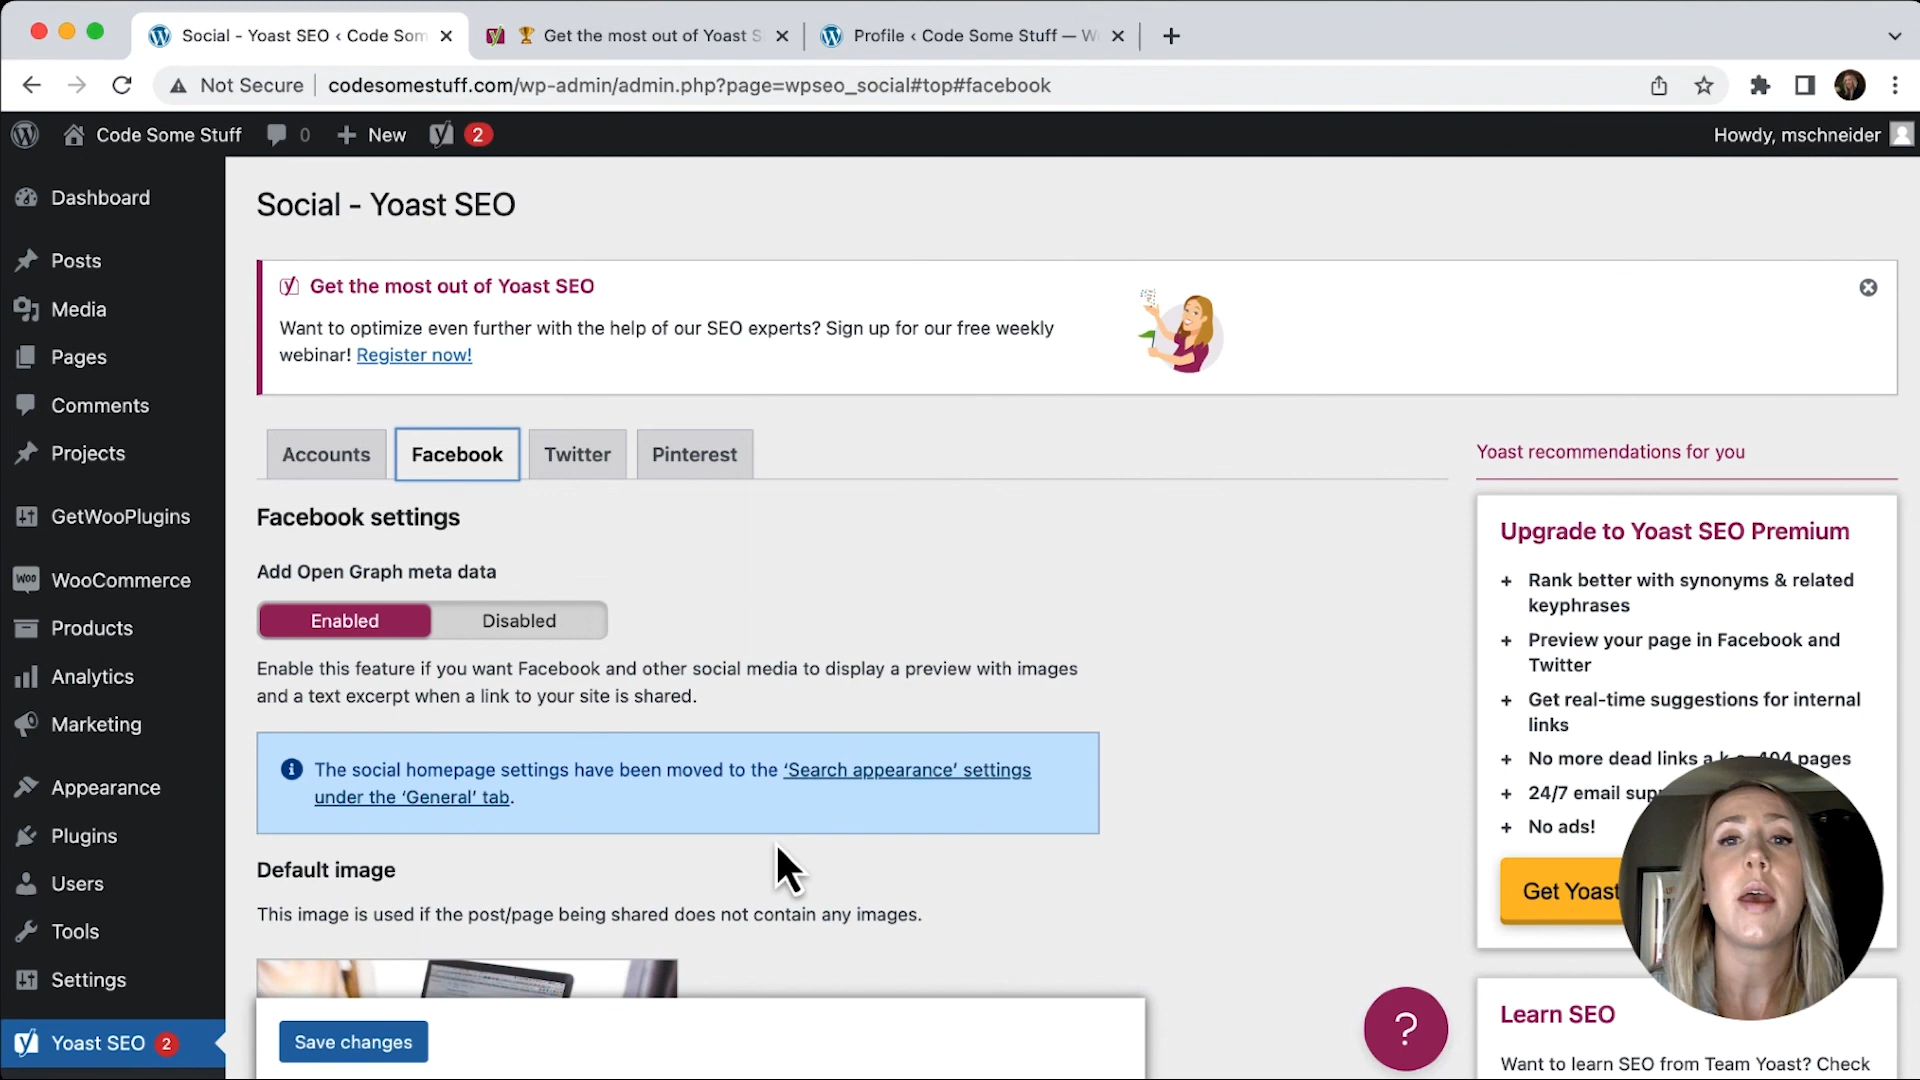 Social - Yoast SEO ‹ Code Som
Get the most out of Yoast S
Profile ‹ Code Some Stuff — W
Not Secure
codesomestuff.com/wp-admin/admin.php?page=wpseo_social#top#facebook
Code Some Stuff
0
New
2
Howdy, mschneider
Dashboard
Posts
Media
Pages
Comments
Projects
GetWooPlugins
Woo
WooCommerce
Products
Analytics
Marketing
Appearance
Plugins
Users
Tools
Settings
Yoast SEO 2
Social - Yoast SEO
Get the most out of Yoast SEO
Want to optimize even further with the help of our SEO experts? Sign up for our free weekly
webinar! Register now!
Accounts
Facebook
Twitter
Pinterest
Facebook settings
Add Open Graph meta data
Enabled
Disabled
Enable this feature if you want Facebook and other social media to display a preview with images
and a text excerpt when a link to your site is shared.
The social homepage settings have been moved to the ‘Search appearance’ settings
under the ‘General’ tab.
Default image
This image is used if the post/page being shared does not contain any images.
Save changes
?
Yoast recommendations for you
Upgrade to Yoast SEO Premium
+ Rank better with synonyms & related
keyphrases
+ Preview your page in Facebook and
Twitter
+ Get real-time suggestions for internal
links
+ No more dead links a.k.a. 404 pages
+ 24/7 email sup
+ No ads!
Get Yoast
Learn SEO
Want to learn SEO from Team Yoast? Check